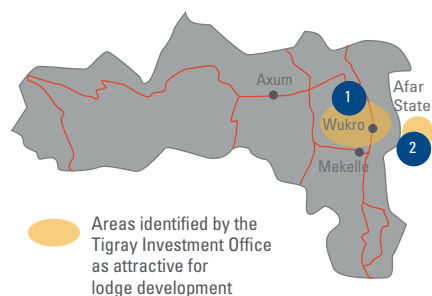 Axum
Afar
State
1
Wukro
2
Mekelle
Areas identified by the
Tigray Investment Office
as attractive for
lodge development